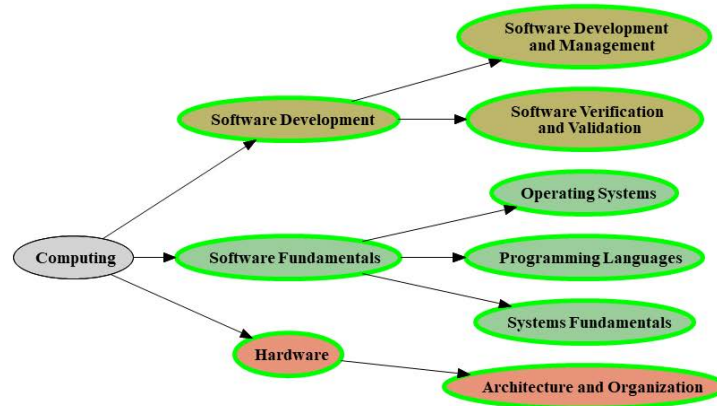 Software Development
and Management
Software Development
Software Verification
and Validation
Operating Systems
Computing
Software Fundamentals
Programming Languages
Systems Fundamentals
Hardware
Architecture and Organization